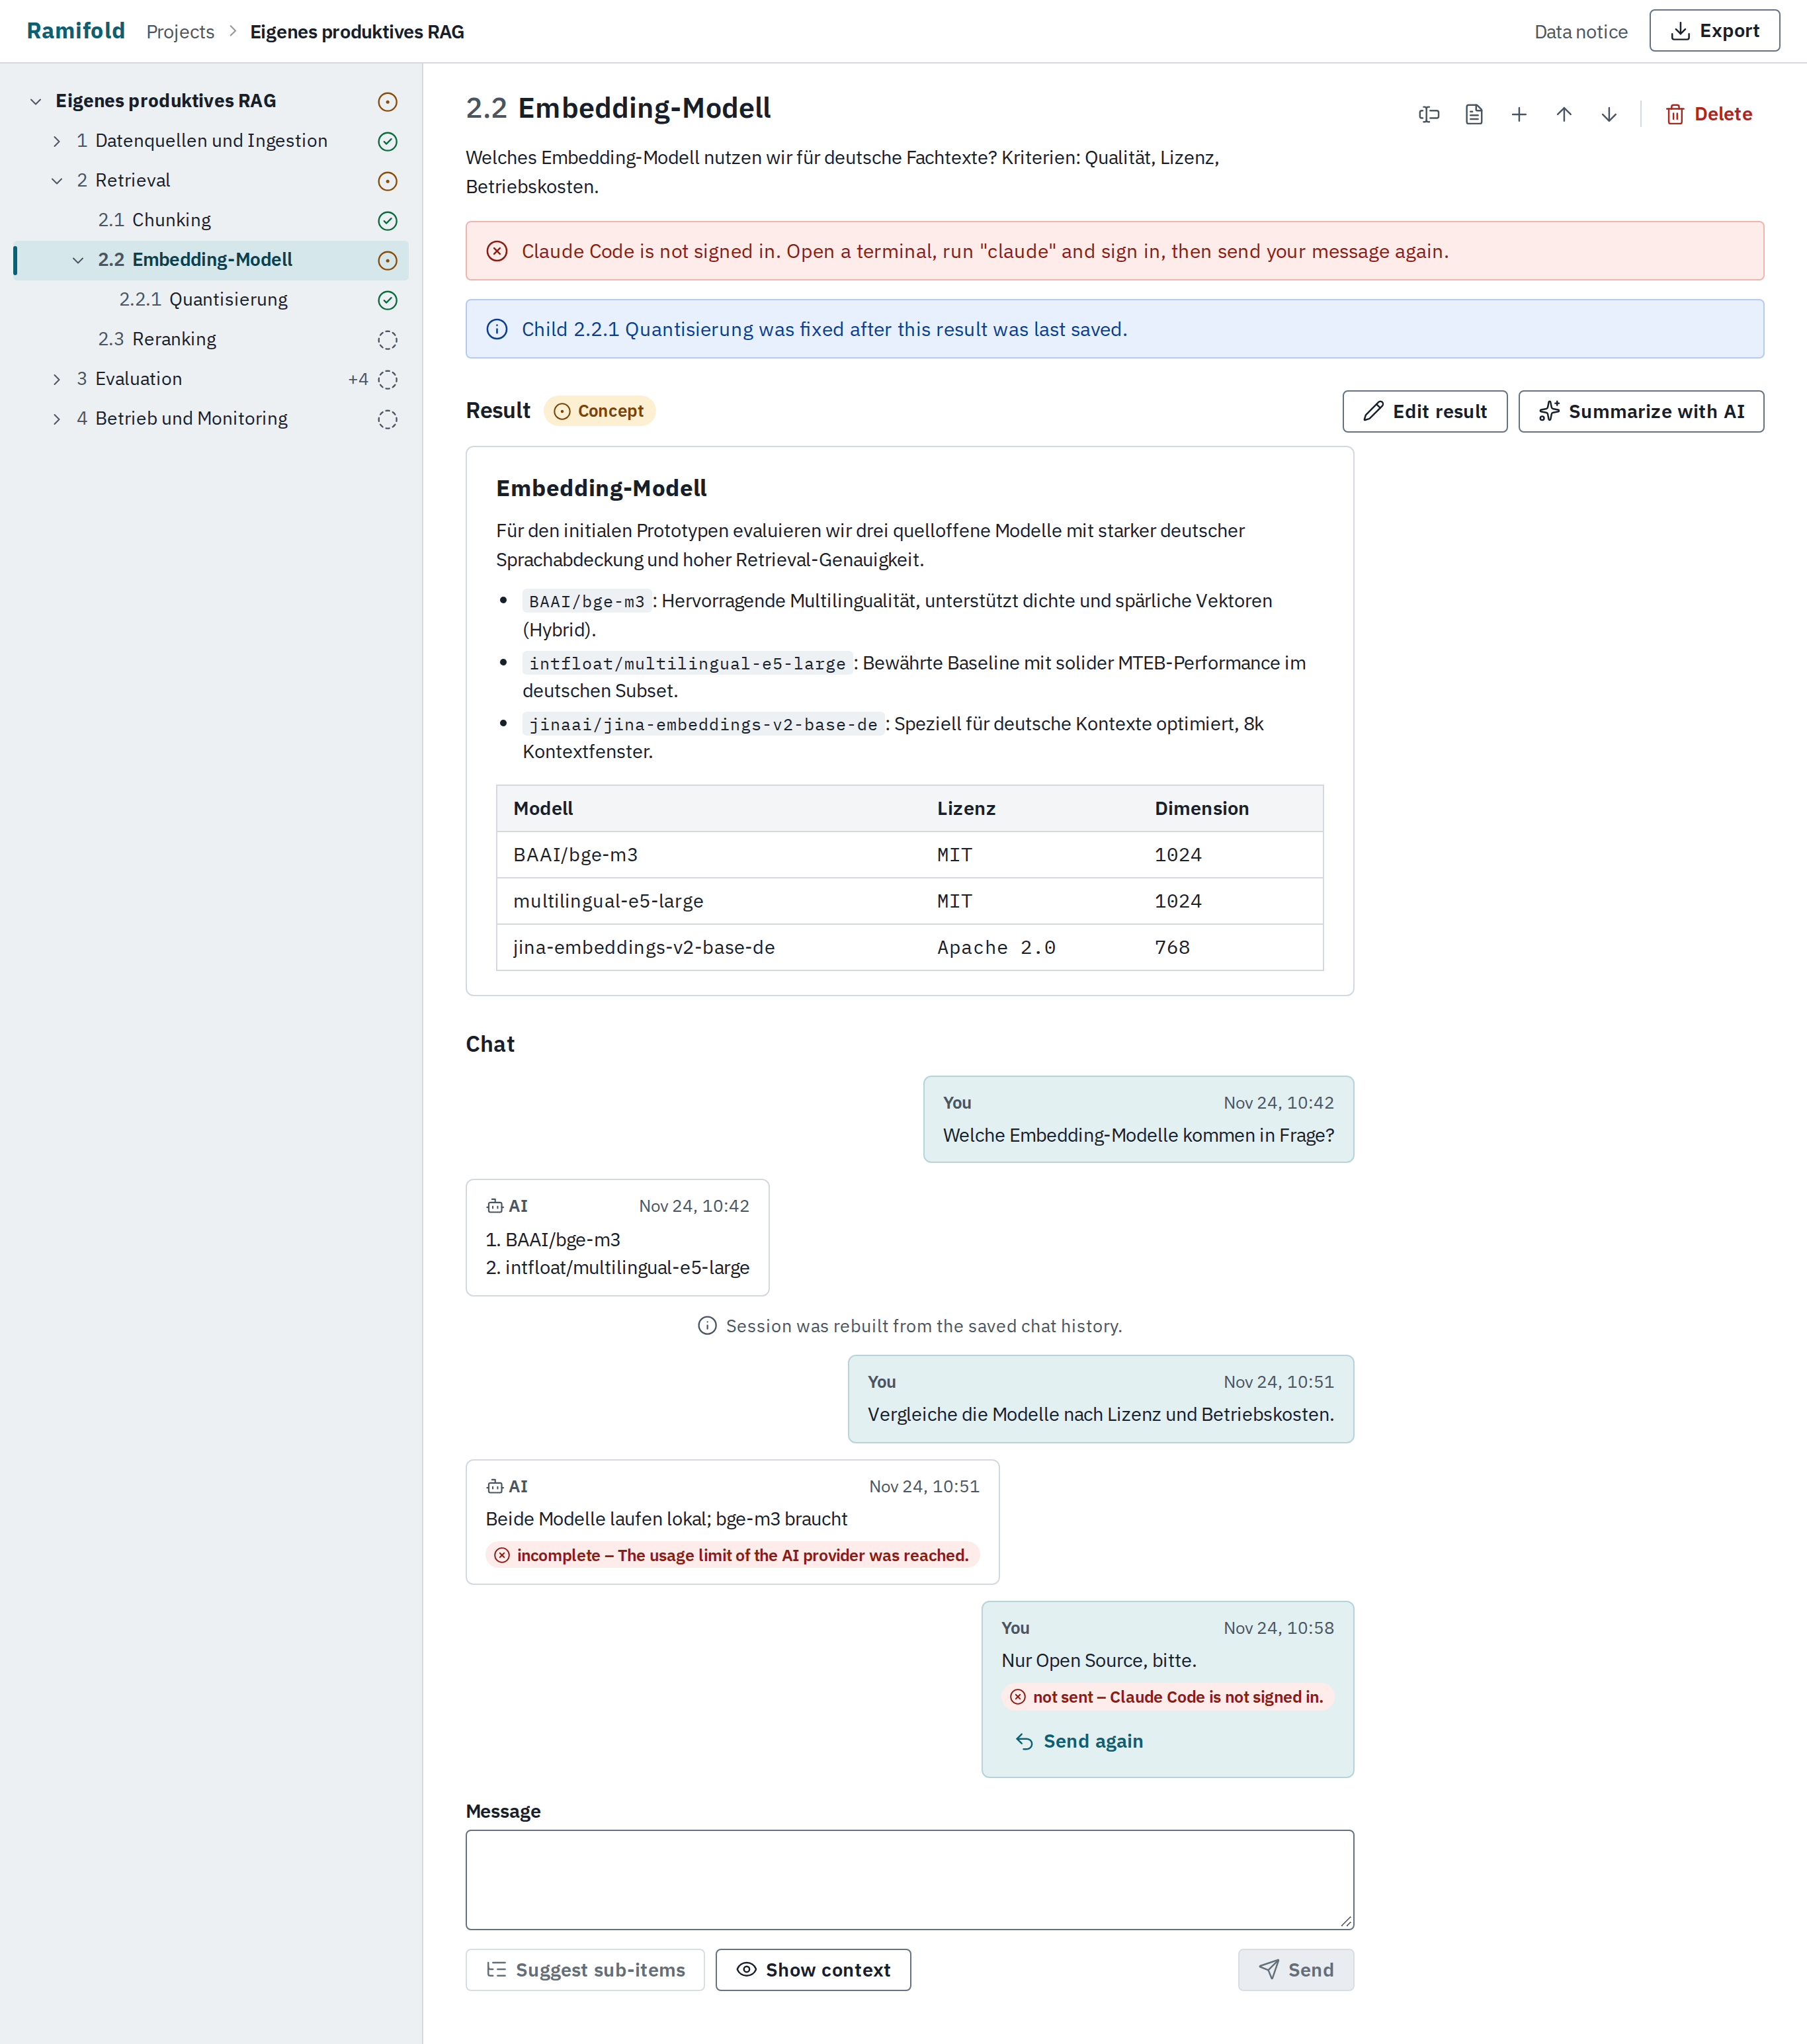 Ramifold Projects Eigenes produktives RAG Data notice Export
Eigenes produktives RAG
1 Datenquellen und Ingestion
2 Retrieval
2.1 Chunking
2.2 Embedding-Modell
2.2.1 Quantisierung
2.3 Reranking
3 Evaluation +4
4 Betrieb und Monitoring
2.2 Embedding-Modell
Delete
Welches Embedding-Modell nutzen wir für deutsche Fachtexte? Kriterien: Qualität, Lizenz,
Betriebskosten.
Claude Code is not signed in. Open a terminal, run "claude" and sign in, then send your message again.
Child 2.2.1 Quantisierung was fixed after this result was last saved.
Result Concept Edit result Summarize with AI
Embedding-Modell
Für den initialen Prototypen evaluieren wir drei quelloffene Modelle mit starker deutscher
Sprachabdeckung und hoher Retrieval-Genauigkeit.
• BAAI/bge-m3: Hervorragende Multilingualität, unterstützt dichte und spärliche Vektoren
(Hybrid).
• intfloat/multilingual-e5-large: Bewährte Baseline mit solider MTEB-Performance im
deutschen Subset.
• jinaai/jina-embeddings-v2-base-de: Speziell für deutsche Kontexte optimiert, 8k
Kontextfenster.
Modell Lizenz Dimension
BAAI/bge-m3 MIT 1024
multilingual-e5-large MIT 1024
jina-embeddings-v2-base-de Apache 2.0 768
Chat
You Nov 24, 10:42
Welche Embedding-Modelle kommen in Frage?
AI Nov 24, 10:42
1. BAAI/bge-m3
2. intfloat/multilingual-e5-large
Session was rebuilt from the saved chat history.
You Nov 24, 10:51
Vergleiche die Modelle nach Lizenz und Betriebskosten.
AI Nov 24, 10:51
Beide Modelle laufen lokal; bge-m3 braucht
incomplete – The usage limit of the AI provider was reached.
You Nov 24, 10:58
Nur Open Source, bitte.
not sent – Claude Code is not signed in.
Send again
Message
Suggest sub-items Show context Send